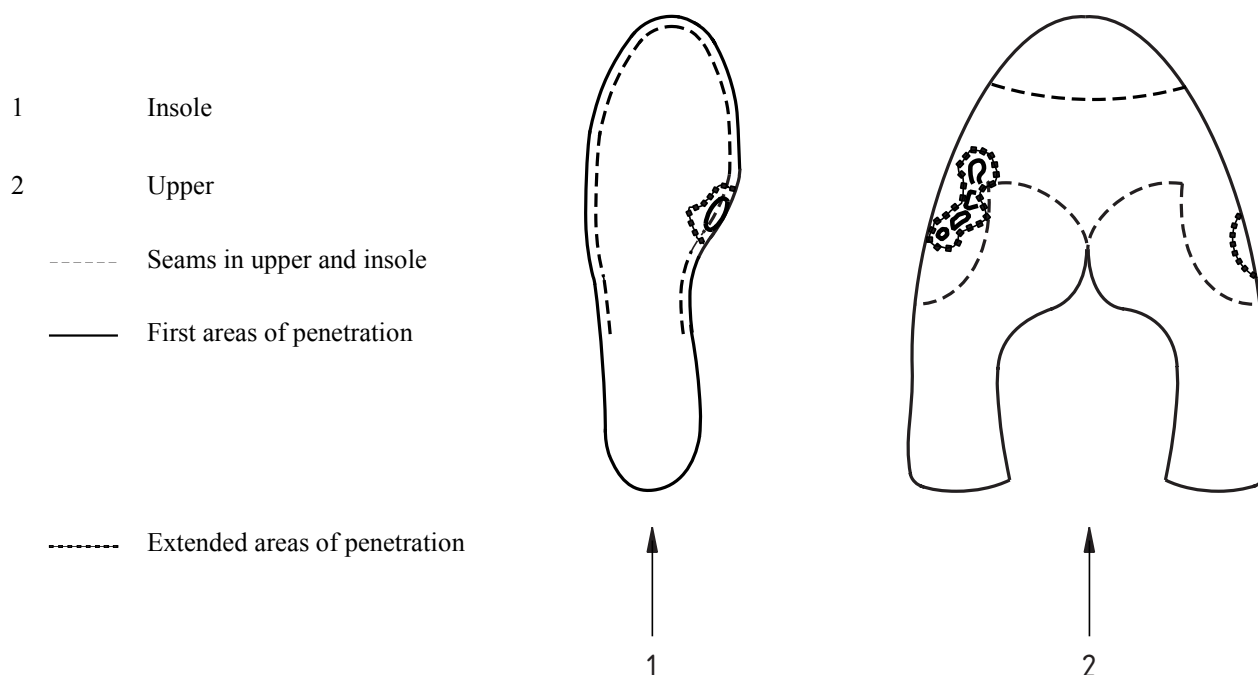 1 Insole
2 Upper
Seams in upper and insole
First areas of penetration
Extended areas of penetration
1 2